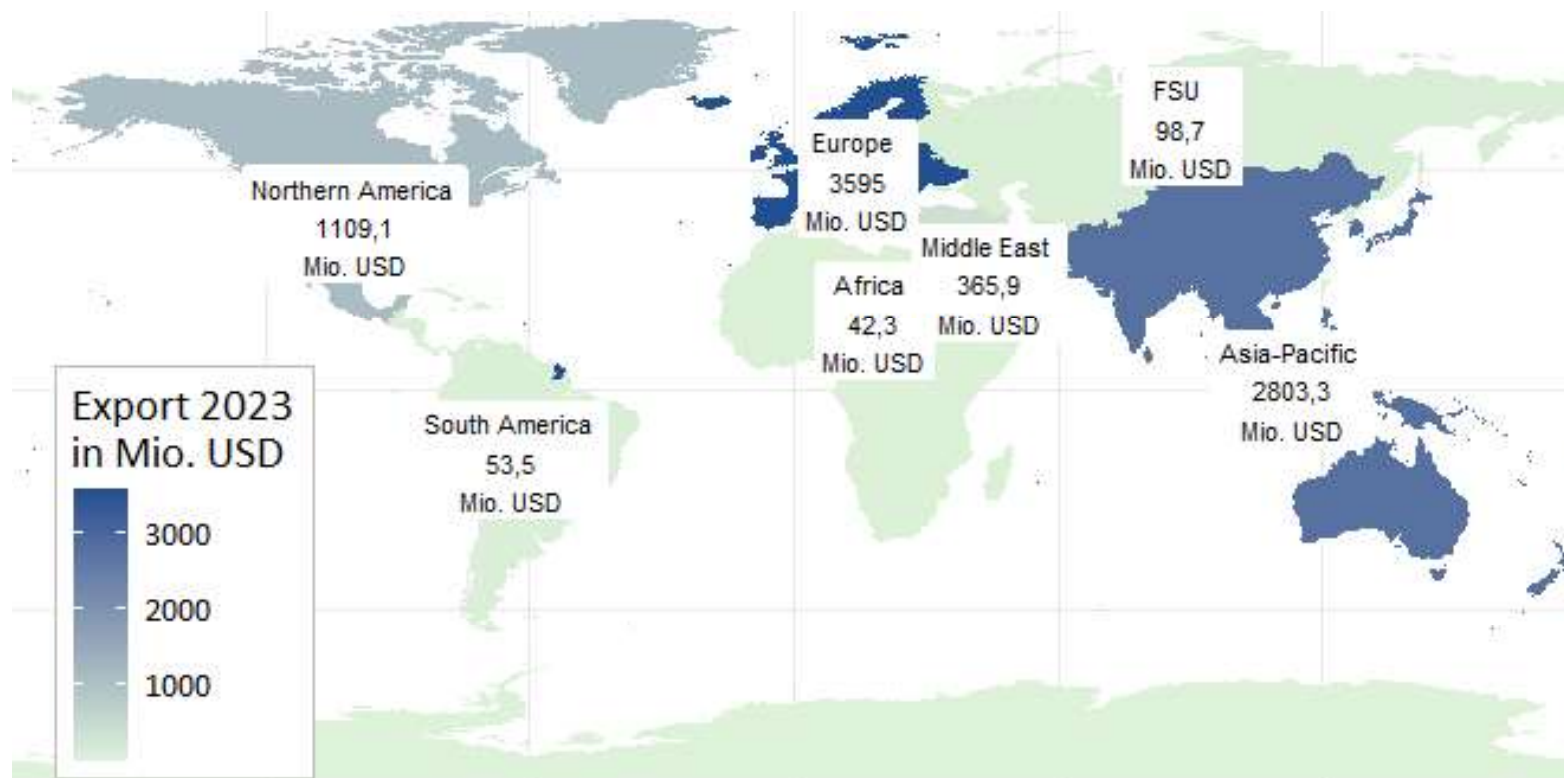 FSU
98,7
Mio. USD
Europe
3595
Mio. USD
Northern America
1109,1
Mio. USD
Middle East
365,9
Mio. USD
Africa
42,3
Mio. USD
Asia-Pacific
2803,3
Mio. USD
South America
53,5
Mio. USD
Export 2023
in Mio. USD
3000
2000
1000